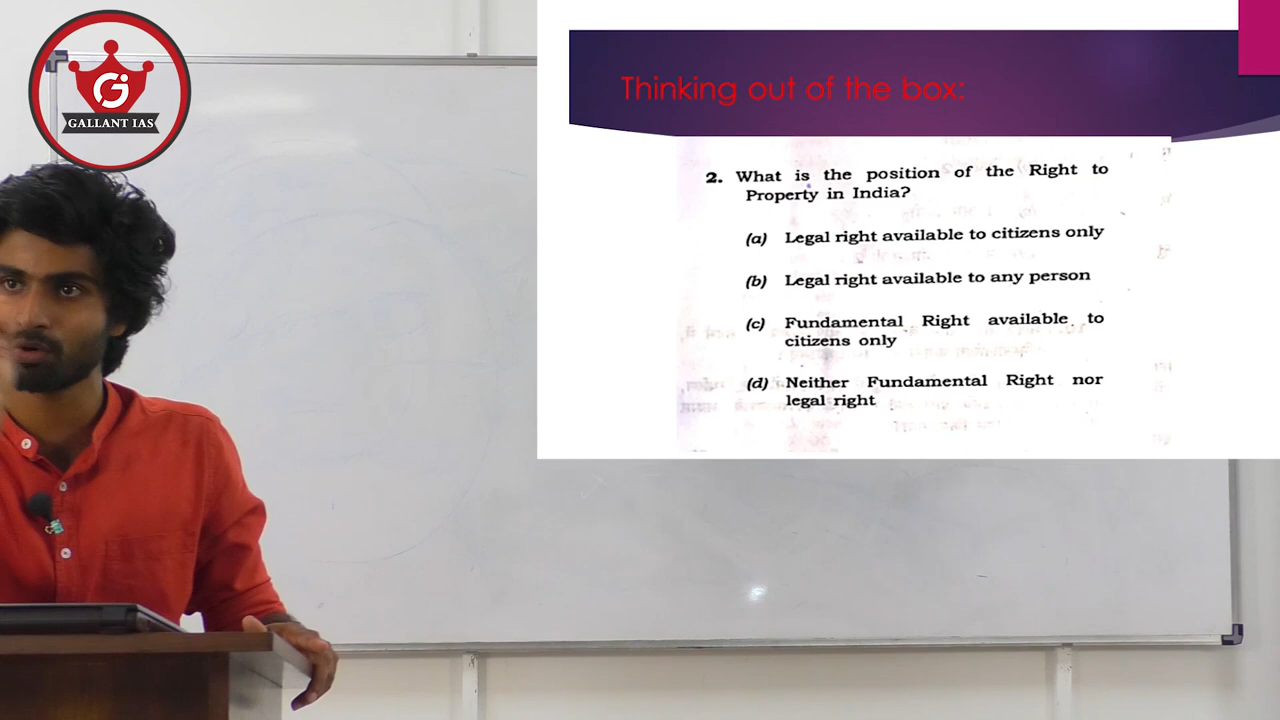 GALLANT IAS
Thinking out of the box:
2. What is the position of the Right to
Property in India?
(a) Legal right available to citizens only
(b) Legal right available to any person
(c) Fundamental Right available to
citizens only
(d) Neither Fundamental Right nor
legal right